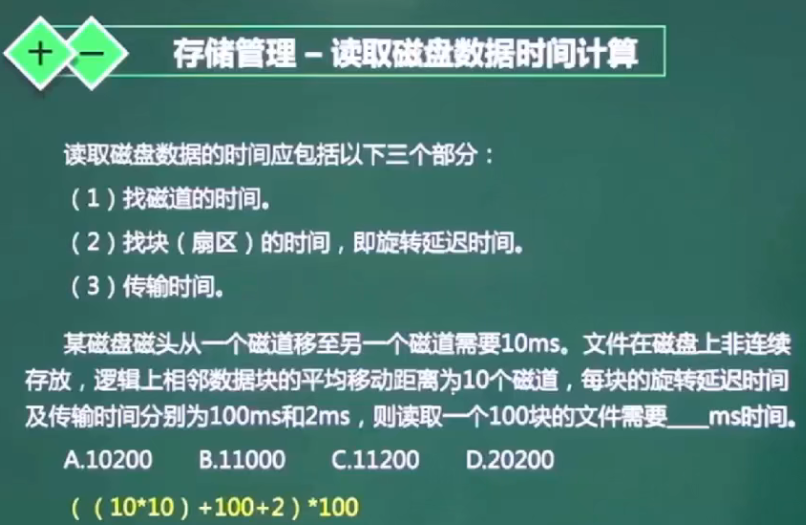 存储管理 – 读取磁盘数据时间计算
读取磁盘数据的时间应包括以下三个部分：
（1）找磁道的时间。
（2）找块（扇区）的时间，即旋转延迟时间。
（3）传输时间。
某磁盘磁头从一个磁道移至另一个磁道需要10ms。文件在磁盘上非连续
存放，逻辑上相邻数据块的平均移动距离为10个磁道，每块的旋转延迟时间
及传输时间分别为100ms和2ms，则读取一个100块的文件需要____ms时间。
A.10200 B.11000 C.11200 D.20200
（（10*10）+100+2）*100